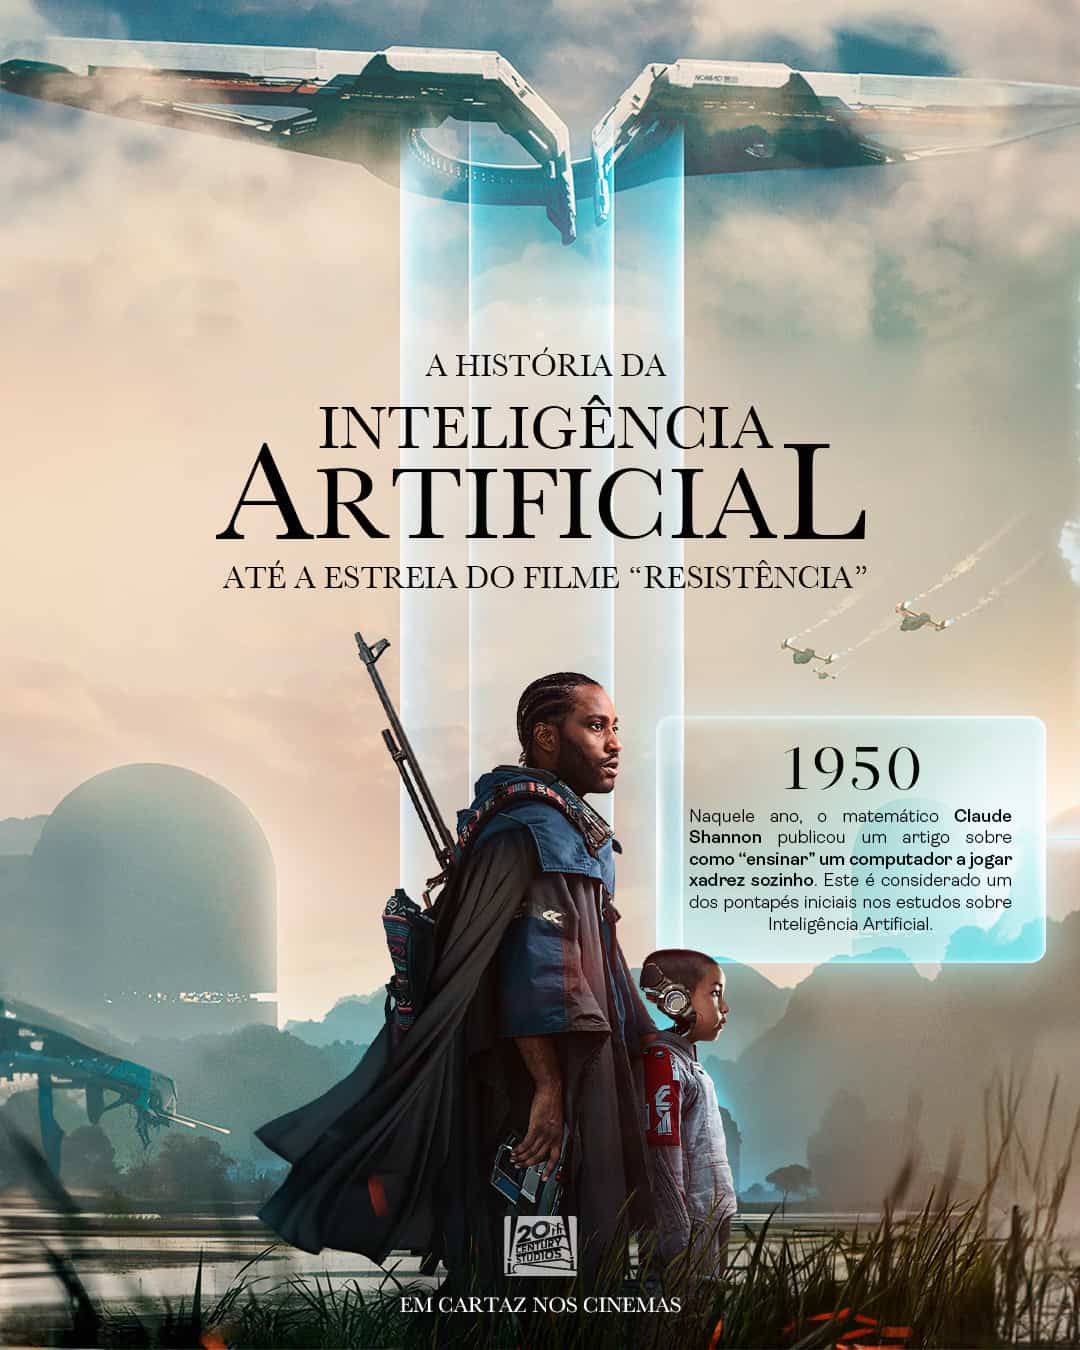 A HISTÓRIA DA
INTELIGÊNCIA
ARTIFICIAL
ATÉ A ESTREIA DO FILME “RESISTÊNCIA”
1950
Naquele ano, o matemático Claude
Shannon publicou um artigo sobre
como “ensinar” um computador a jogar
xadrez sozinho. Este é considerado um
dos pontapés iniciais nos estudos sobre
Inteligência Artificial.
20th
CENTURY
STUDIOS
EM CARTAZ NOS CINEMAS